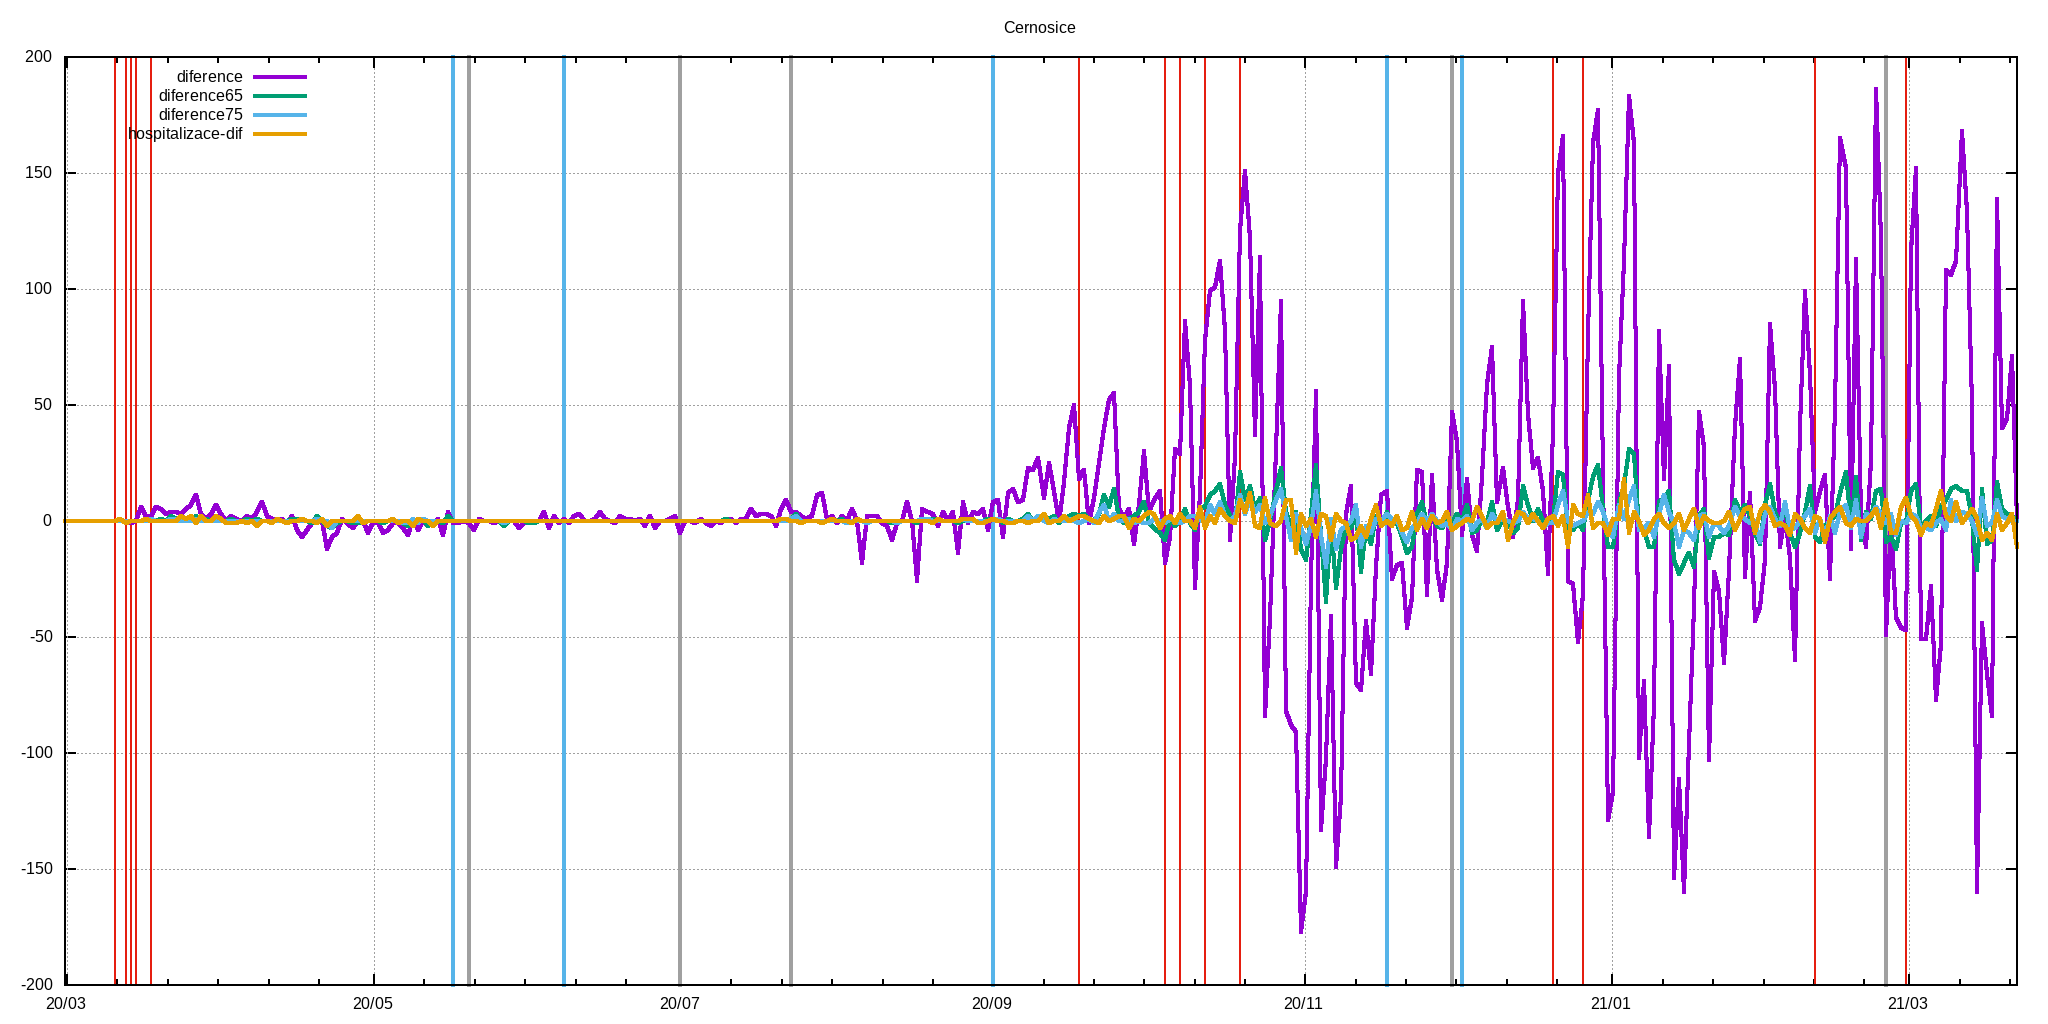 Cernosice
200
diference
diference65
diference75
hospitalizace-dif
150
100
50
0
-50
-100
-150
-200
20/03 20/05 20/07 20/09 20/11 21/01 21/03